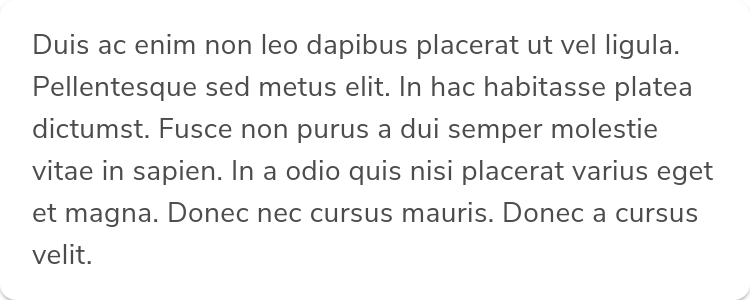 Duis ac enim non leo dapibus placerat ut vel ligula.
Pellentesque sed metus elit. In hac habitasse platea
dictumst. Fusce non purus a dui semper molestie
vitae in sapien. In a odio quis nisi placerat varius eget
et magna. Donec nec cursus mauris. Donec a cursus
velit.